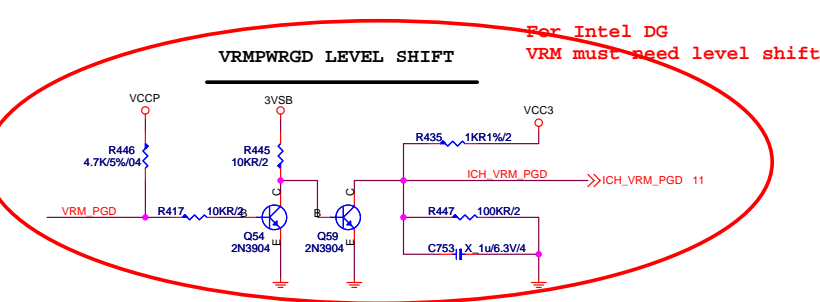 For Intel DG
VRM must need level shift
VRMPWRGD LEVEL SHIFT
VCCP
3VSB
VCC3
R446
4.7K/5%/04
R445
10KR/2
R435
1KR1%/2
ICH_VRM_PGD
ICH_VRM_PGD 11
VRM_PGD
R417
10KR/2
B
C
E
Q54
2N3904
B
C
E
Q59
2N3904
R447
100KR/2
C753
X_1u/6.3V/4